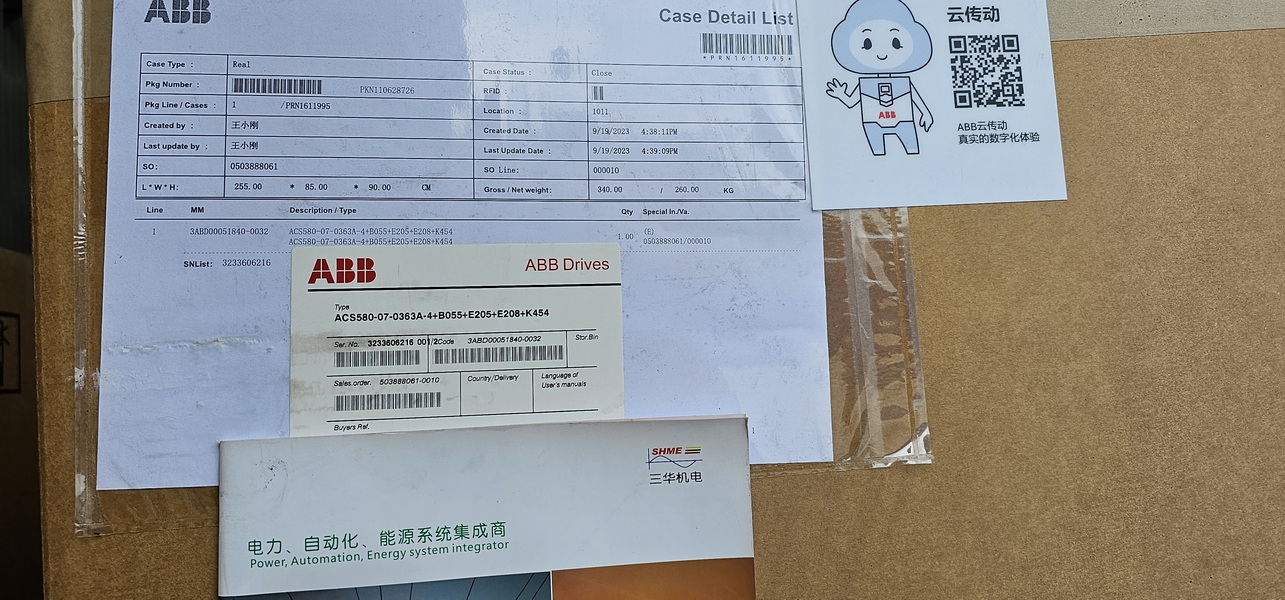 ABB
Case Detail List
*PRN1611995*
Case Type : Real
Case Status : Close
Pkg Number : PKN110628726
RFID :
Pkg Line / Cases : 1 /PRN1611995
Location : 1011
Created by : 王小刚
Created Date : 9/19/2023 4:38:11PM
Last update by : 王小刚
Last Update Date : 9/19/2023 4:39:09PM
SO: 0503888061
SO Line: 000010
L * W * H: 255.00 * 85.00 * 90.00 CM
Gross / Net weight: 340.00 / 260.00 KG
Line MM Description / Type Qty Special In./Va.
1 3ABD00051840-0032 ACS580-07-0363A-4+B055+E205+E208+K454 1.00 (E)
ACS580-07-0363A-4+B055+E205+E208+K454 0503888061/000010
SNList: 3233606216
云传动
ABB
ABB云传动
真实的数字化体验
ABB ABB Drives
Type
ACS580-07-0363A-4+B055+E205+E208+K454
Ser. No. 3233606216 001/2 Code 3ABD00051840-0032 Stor.Bin
Sales.order. 503888061-0010 Country/Delivery Language of
User's manuals
Buyers Ref.
1
SHME
三华机电
电力、自动化、能源系统集成商
Power, Automation, Energy system integrator